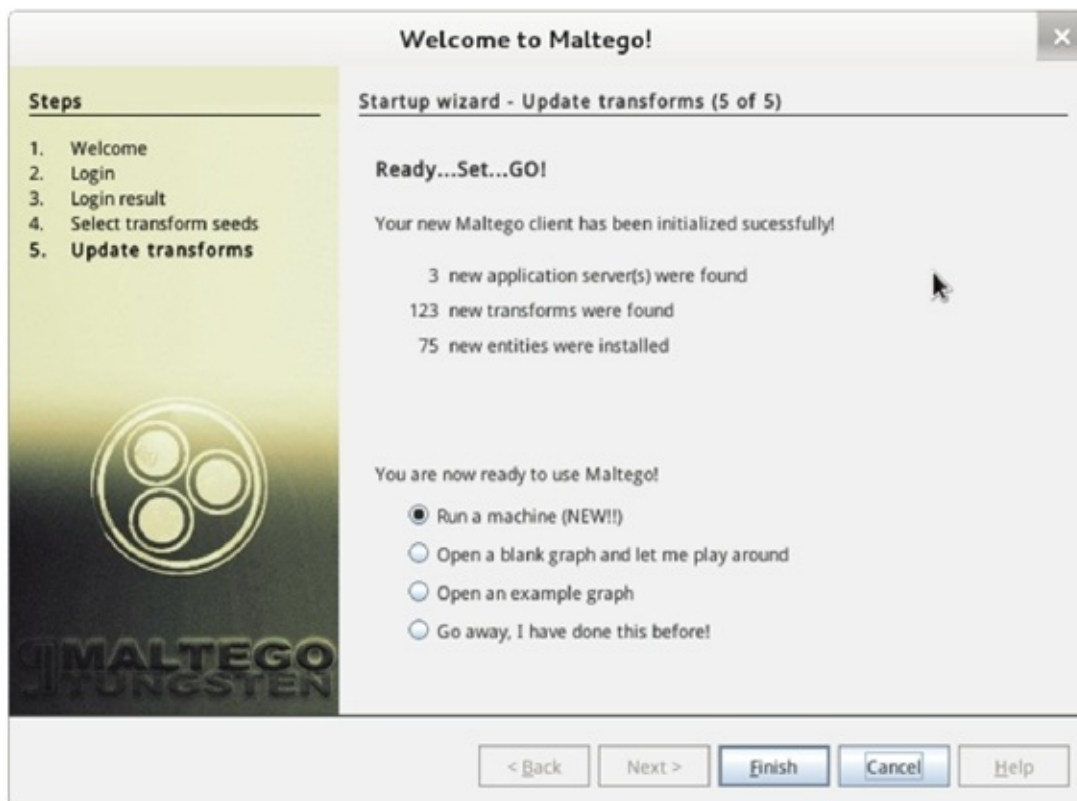 Welcome to Maltego!
Steps
1. Welcome
2. Login
3. Login result
4. Select transform seeds
5. Update transforms
Startup wizard - Update transforms (5 of 5)
Ready...Set...GO!
Your new Maltego client has been initialized sucessfully!
3 new application server(s) were found
123 new transforms were found
75 new entities were installed
You are now ready to use Maltego!
Run a machine (NEW!!)
Open a blank graph and let me play around
Open an example graph
Go away, I have done this before!
MALTEGO
TUNGSTEN
< Back
Next >
Finish
Cancel
Help